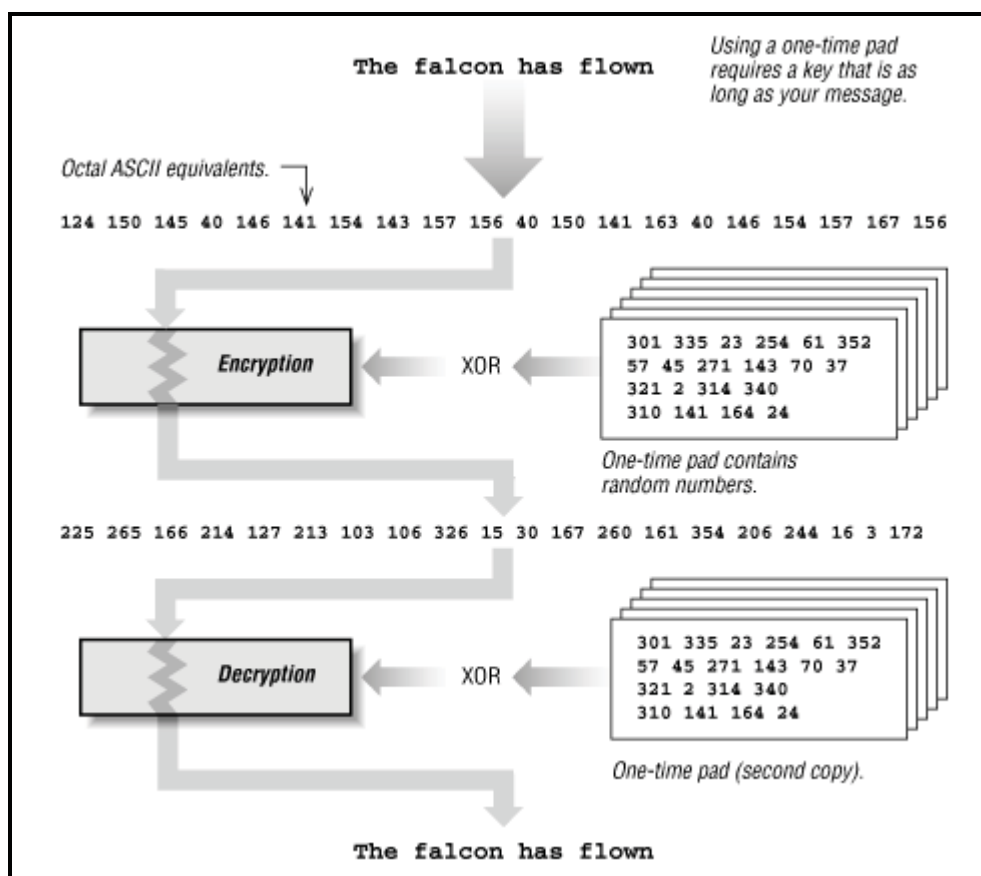 The falcon has flown
Using a one-time pad
requires a key that is as
long as your message.
Octal ASCII equivalents.
124 150 145 40 146 141 154 143 157 156 40 150 141 163 40 146 154 157 167 156
Encryption
XOR
301 335 23 254 61 352
57 45 271 143 70 37
321 2 314 340
310 141 164 24
One-time pad contains
random numbers.
225 265 166 214 127 213 103 106 326 15 30 167 260 161 354 206 244 16 3 172
Decryption
XOR
301 335 23 254 61 352
57 45 271 143 70 37
321 2 314 340
310 141 164 24
One-time pad (second copy).
The falcon has flown